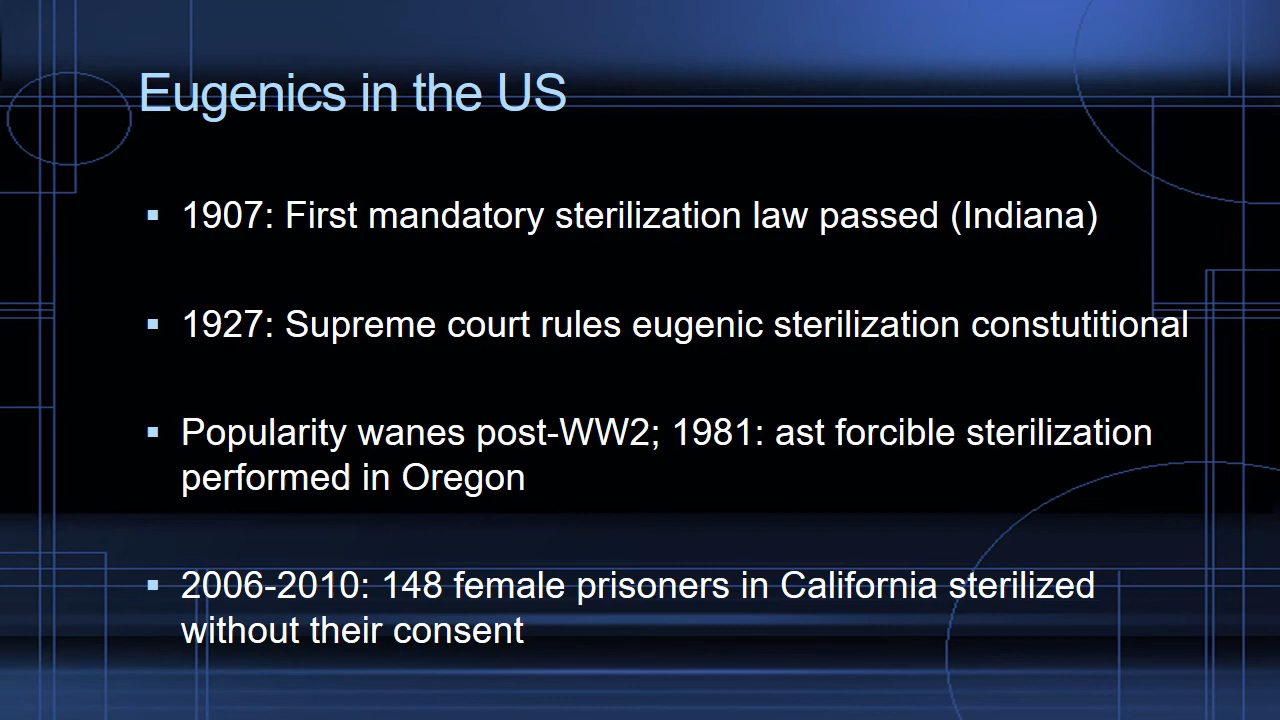 Eugenics in the US
▪ 1907: First mandatory sterilization law passed (Indiana)
▪ 1927: Supreme court rules eugenic sterilization constutitional
▪ Popularity wanes post-WW2; 1981: ast forcible sterilization
performed in Oregon
▪ 2006-2010: 148 female prisoners in California sterilized
without their consent